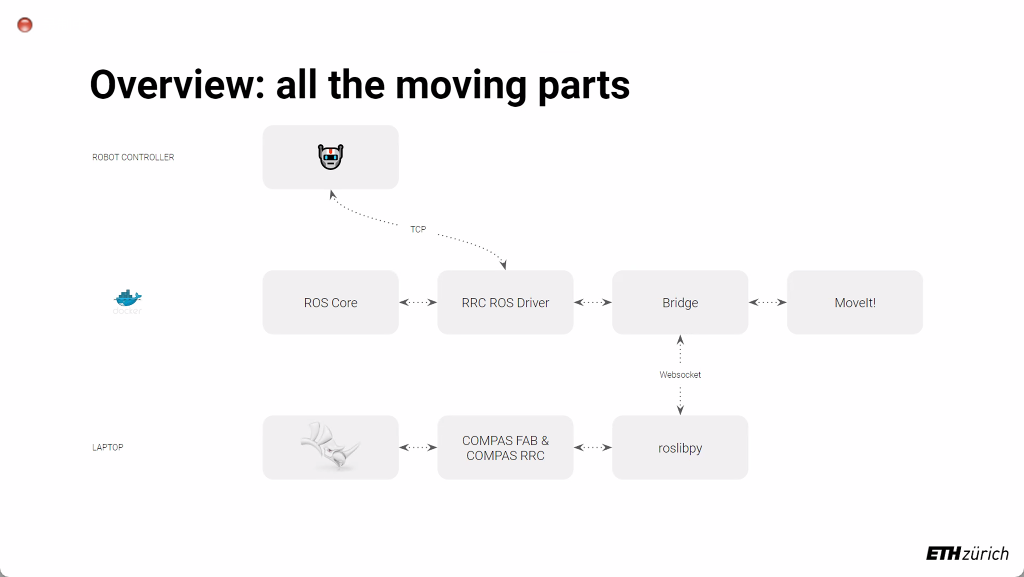 Overview: all the moving parts
ROBOT CONTROLLER
TCP
docker
ROS Core
RRC ROS Driver
Bridge
MoveIt!
Websocket
LAPTOP
COMPAS FAB &
COMPAS RRC
roslibpy
ETH zürich